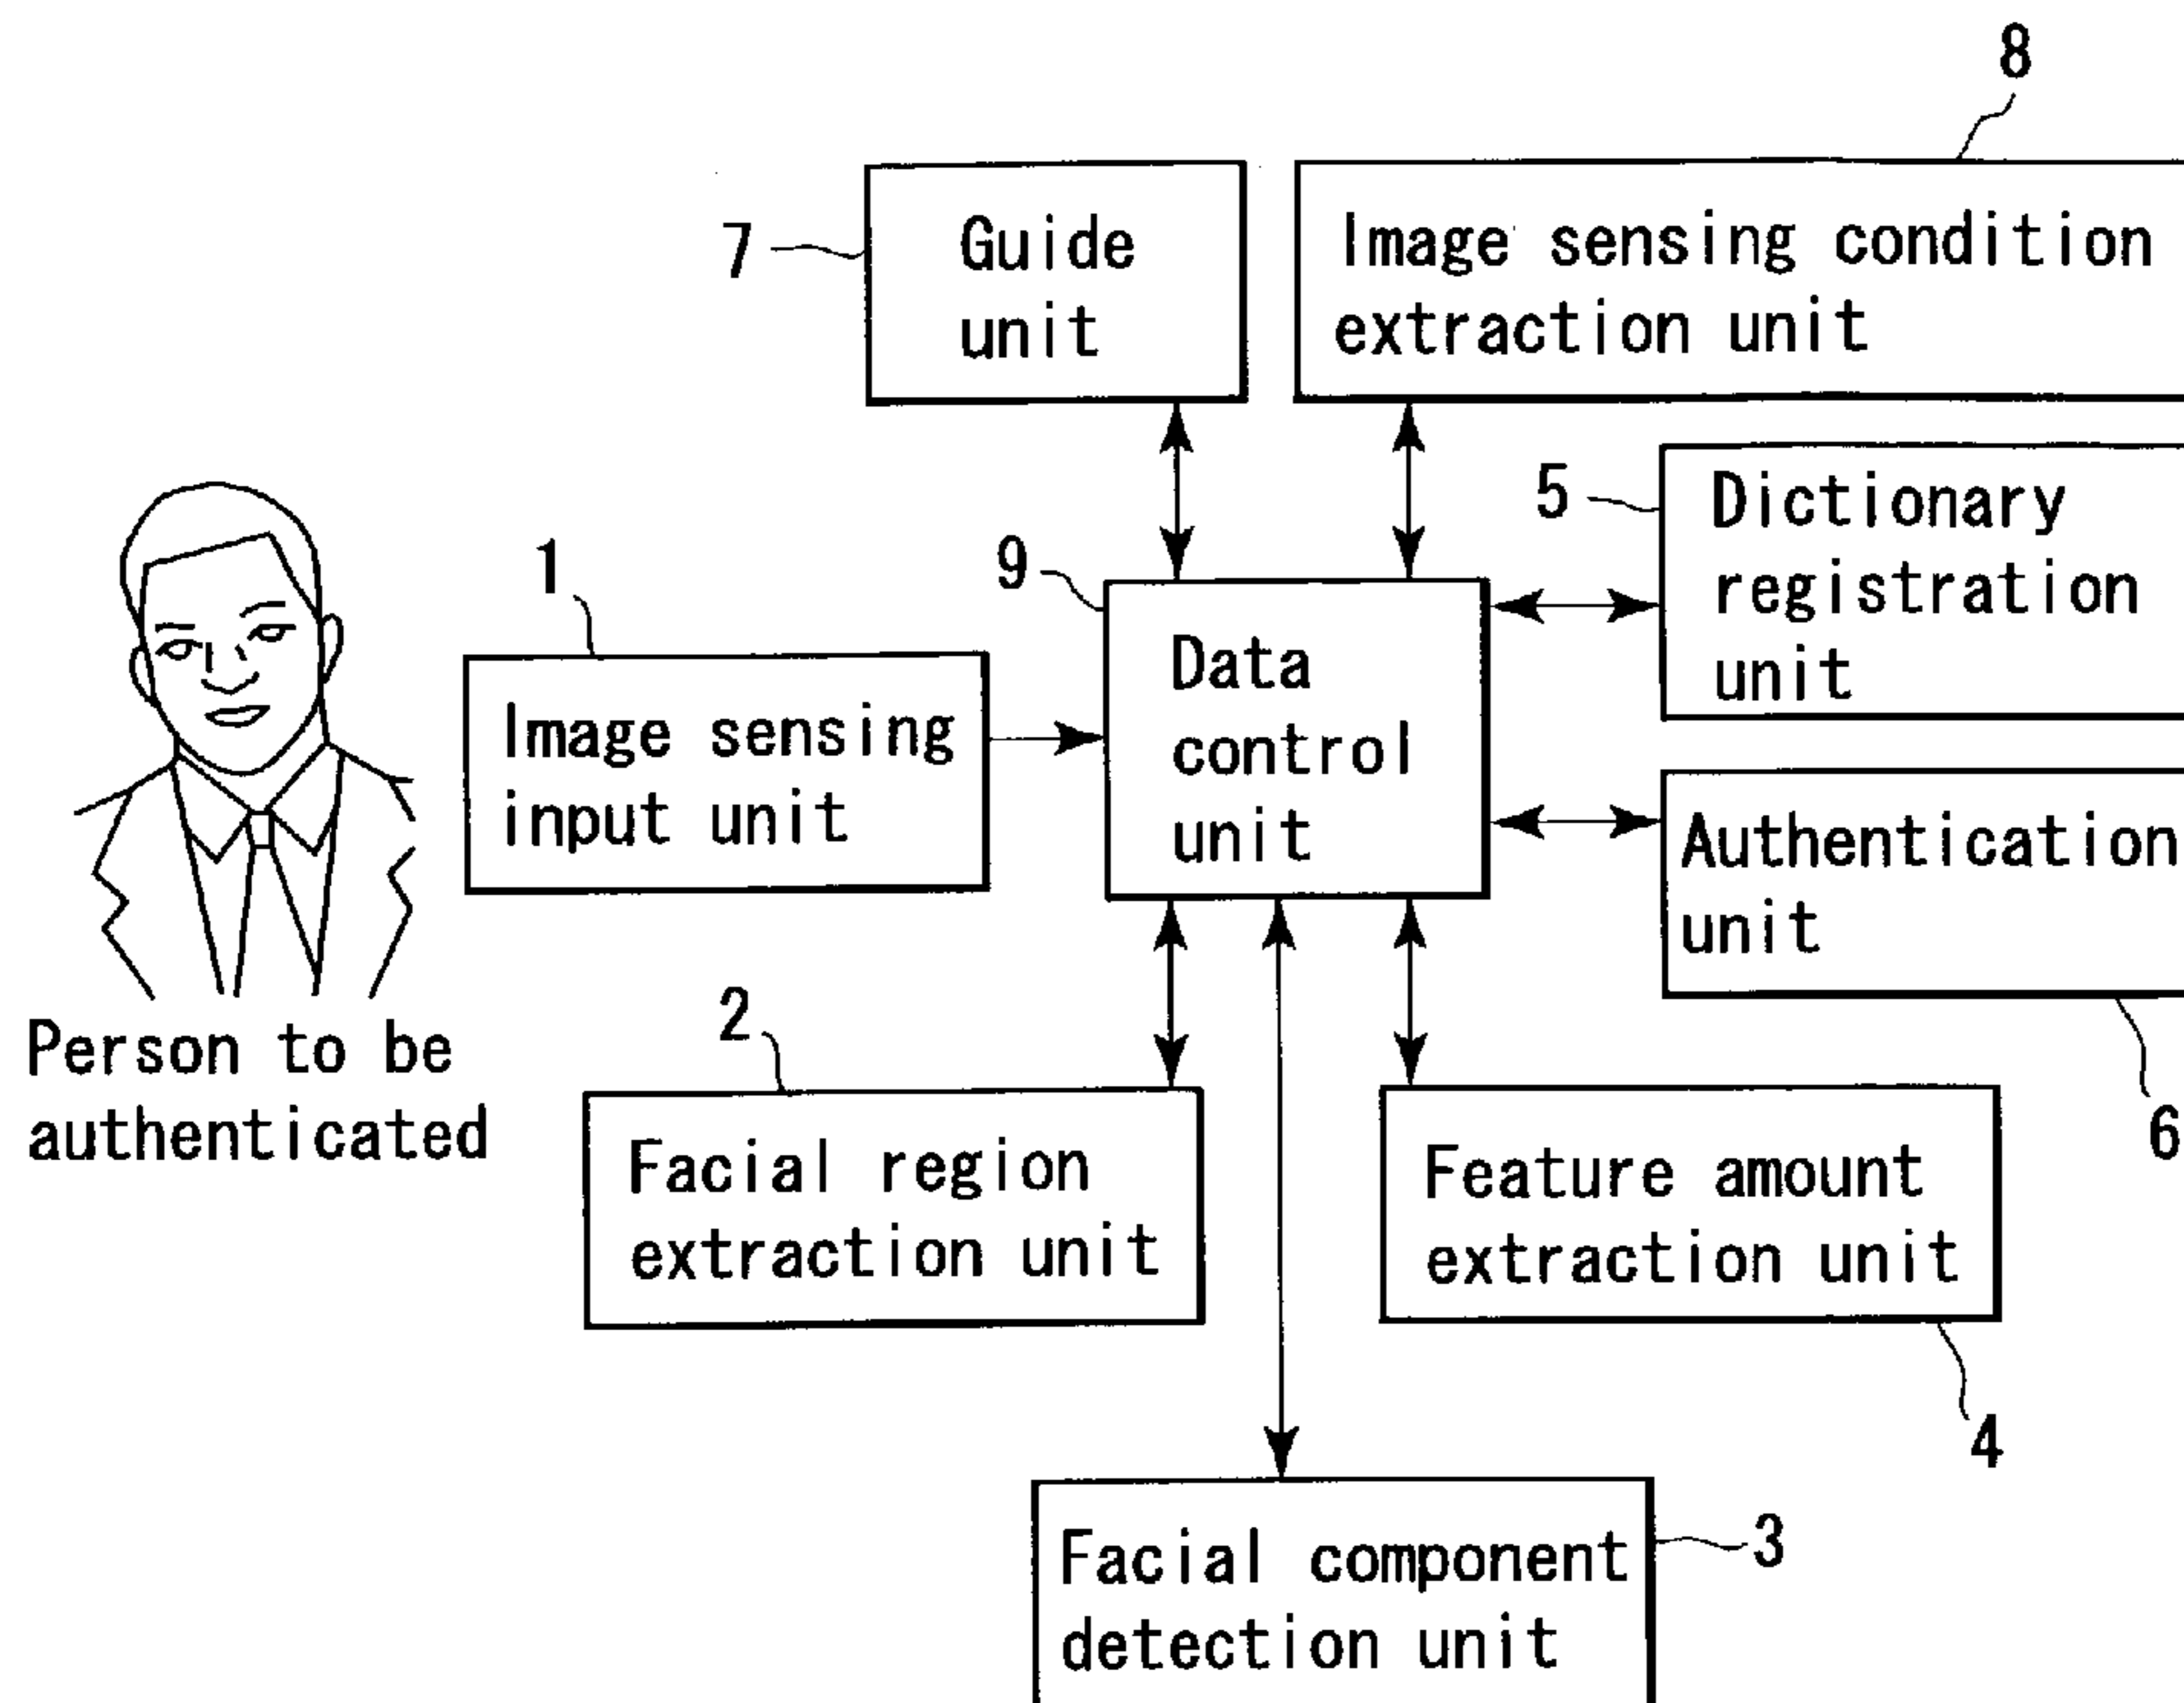 8
7
Guide
unit
Image sensing condition
extraction unit
5
Dictionary
registration
unit
1
9
Image sensing
input unit
Data
control
unit
Authentication
unit
6
Person to be
authenticated
2
Facial region
extraction unit
Feature amount
extraction unit
4
Facial component
detection unit
3